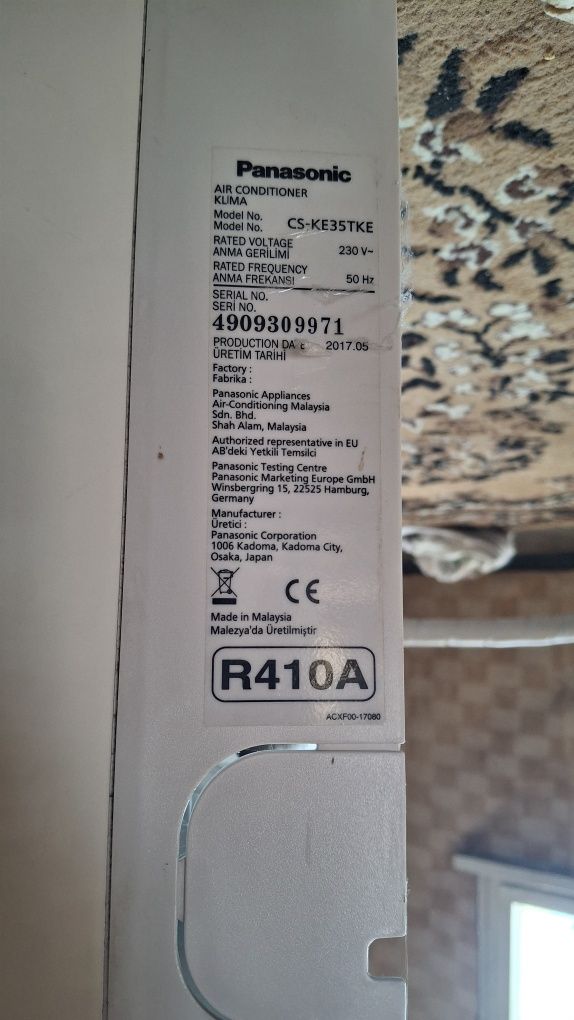 Panasonic
AIR CONDITIONER
KLIMA
Model No.
Model No. CS-KE35TKE
RATED VOLTAGE
ANMA GERİLİMİ 230 V~
RATED FREQUENCY
ANMA FREKANSI 50 Hz
SERIAL NO.
SERİ NO.
4909309971
PRODUCTION DA E 2017.05
ÜRETİM TARİHİ
Factory :
Fabrika :
Panasonic Appliances
Air-Conditioning Malaysia
Sdn. Bhd.
Shah Alam, Malaysia
Authorized representative in EU
AB'deki Yetkili Temsilci
Panasonic Testing Centre
Panasonic Marketing Europe GmbH
Winsbergring 15, 22525 Hamburg,
Germany
Manufacturer :
Üretici :
Panasonic Corporation
1006 Kadoma, Kadoma City,
Osaka, Japan
CE
Made in Malaysia
Malezya'da Üretilmiştir
R410A
ACXF00-17080